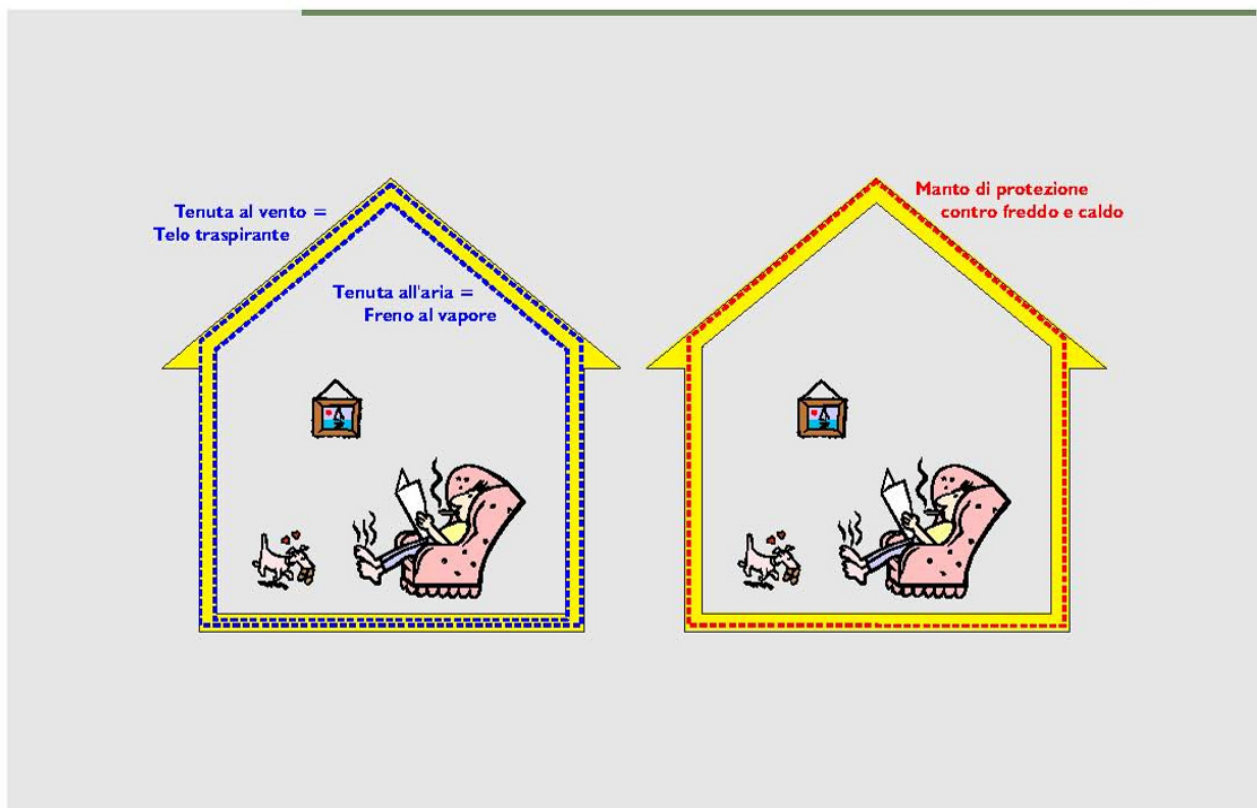 Tenuta al vento =
Telo traspirante
Tenuta all'aria =
Freno al vapore
Manto di protezione
contro freddo e caldo